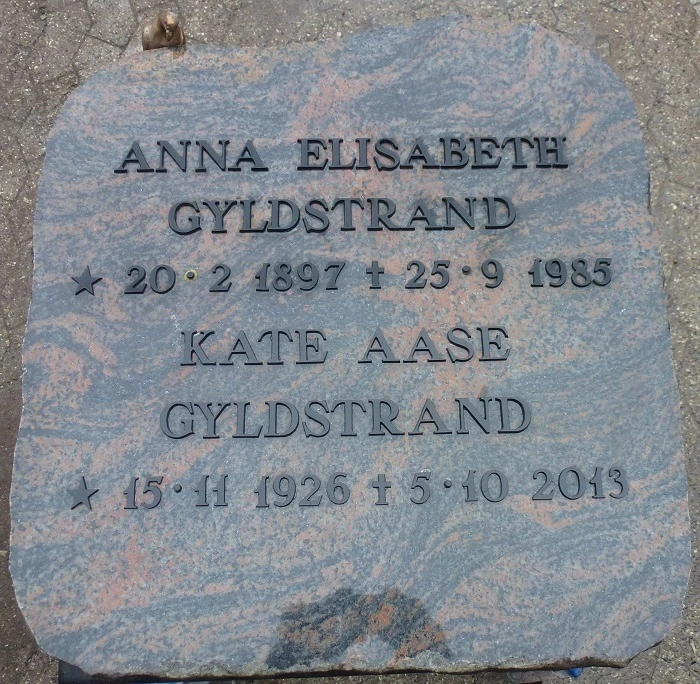 ANNA ELISABETH
GYLDSTRAND
★ 20·2 1897 ✝ 25·9 1985
KATE AASE
GYLDSTRAND
★ 15·11 1926 ✝ 5·10 2013